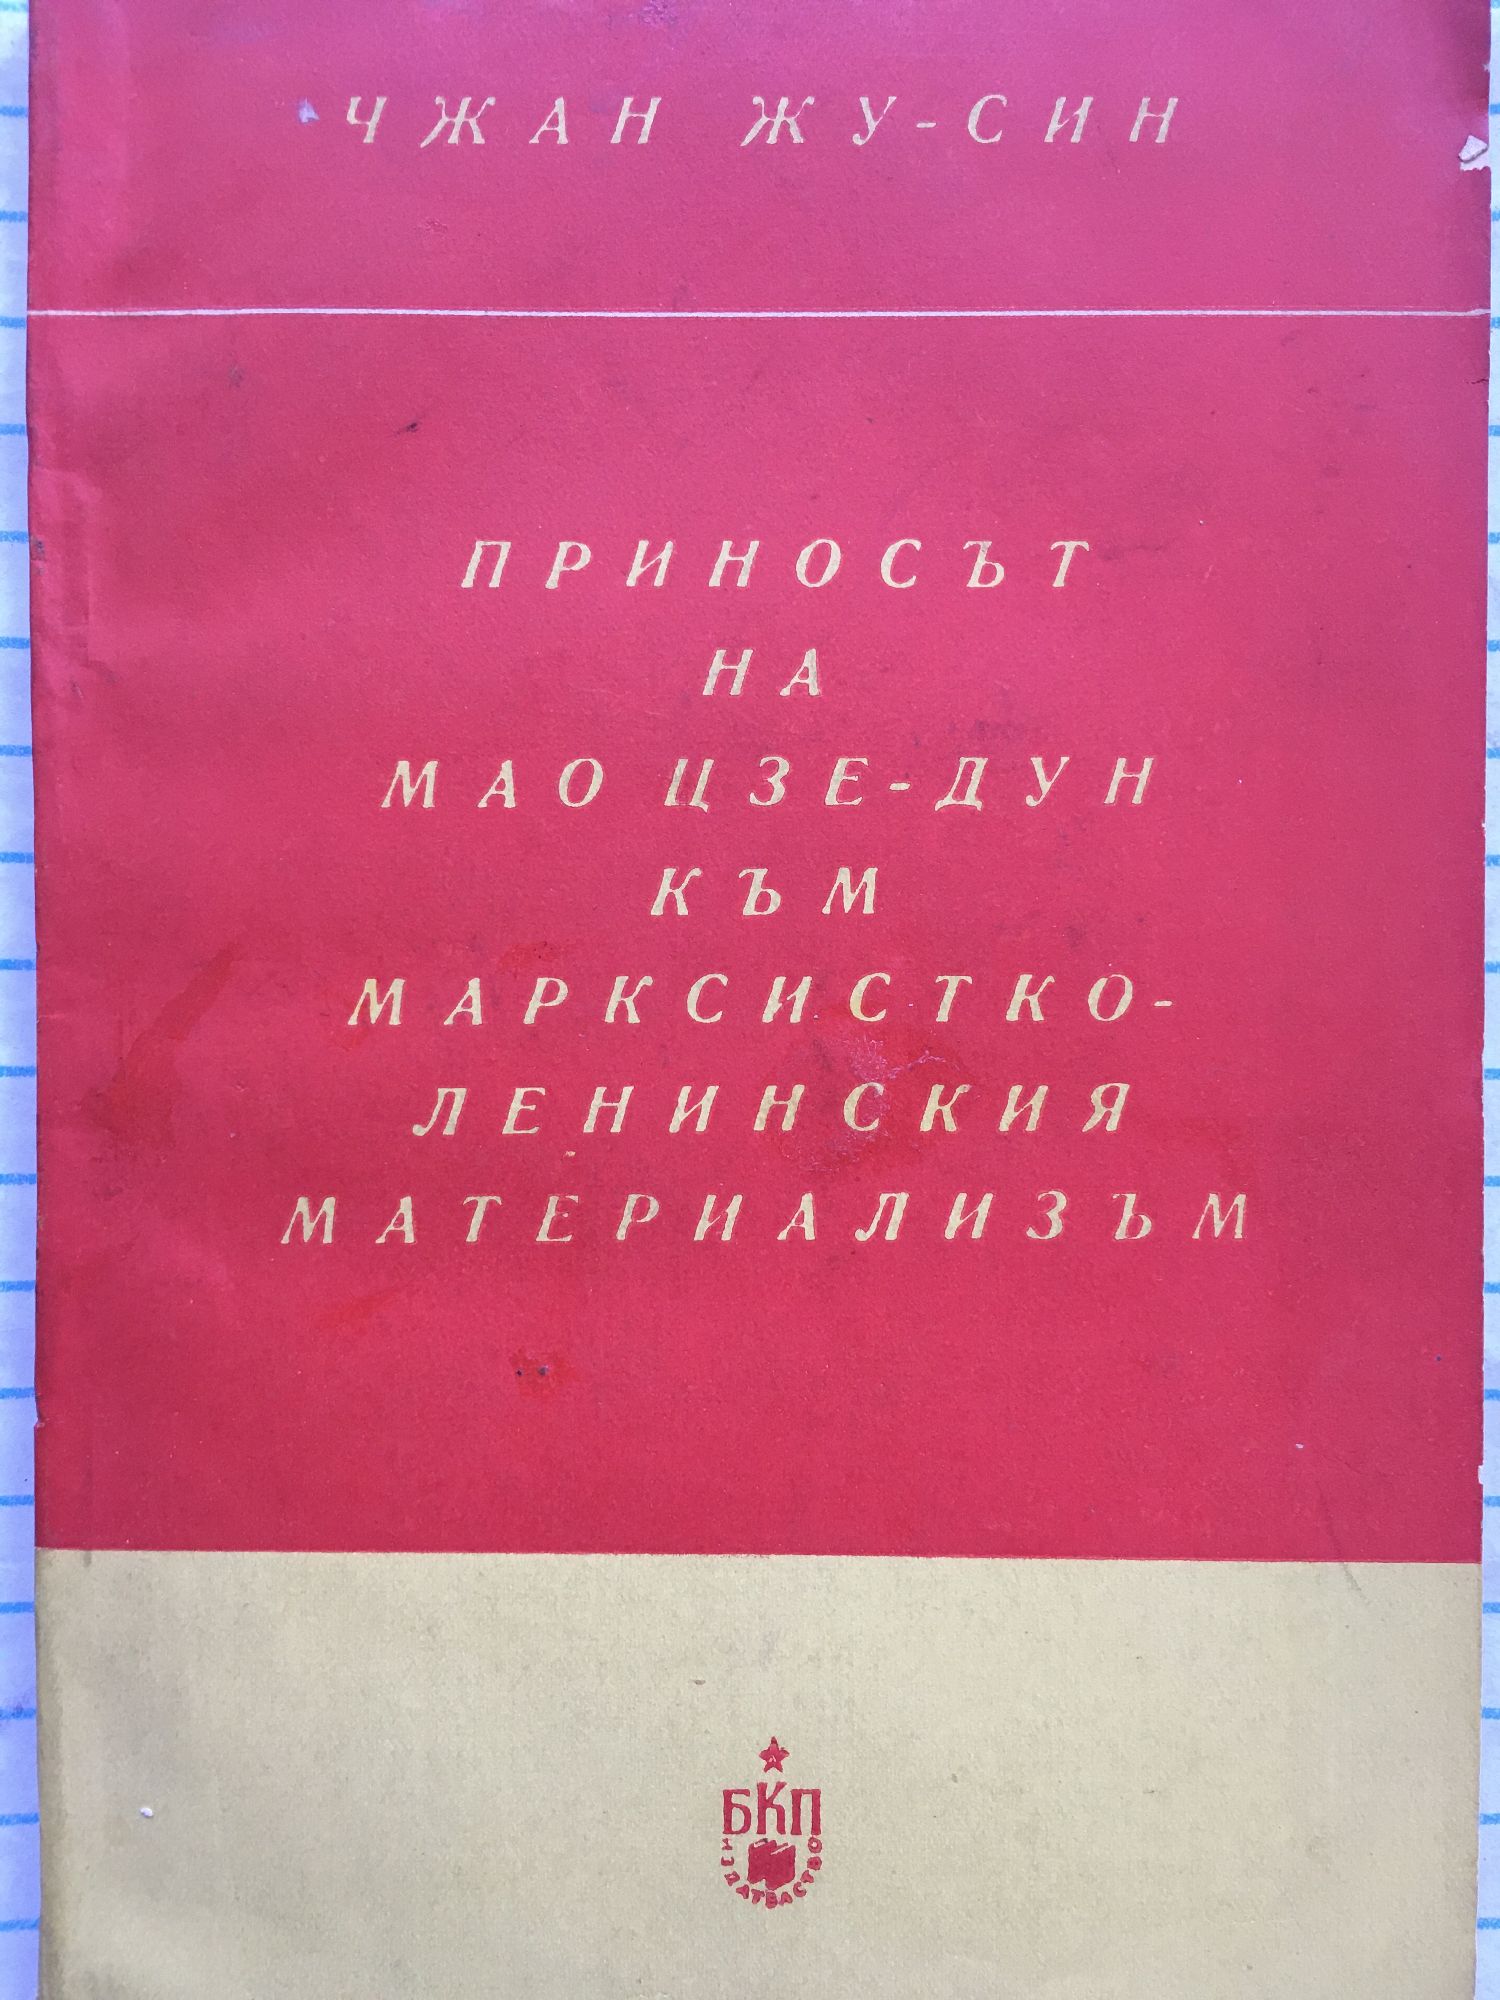 ЧЖАН ЖУ-СИН
ПРИНОСЪТ
НА
МАО ЦЗЕ-ДУН
КЪМ
МАРКСИСТКО-
ЛЕНИНСКИЯ
МАТЕРИАЛИЗЪМ
БКП
ИЗДАТЕЛСТВО